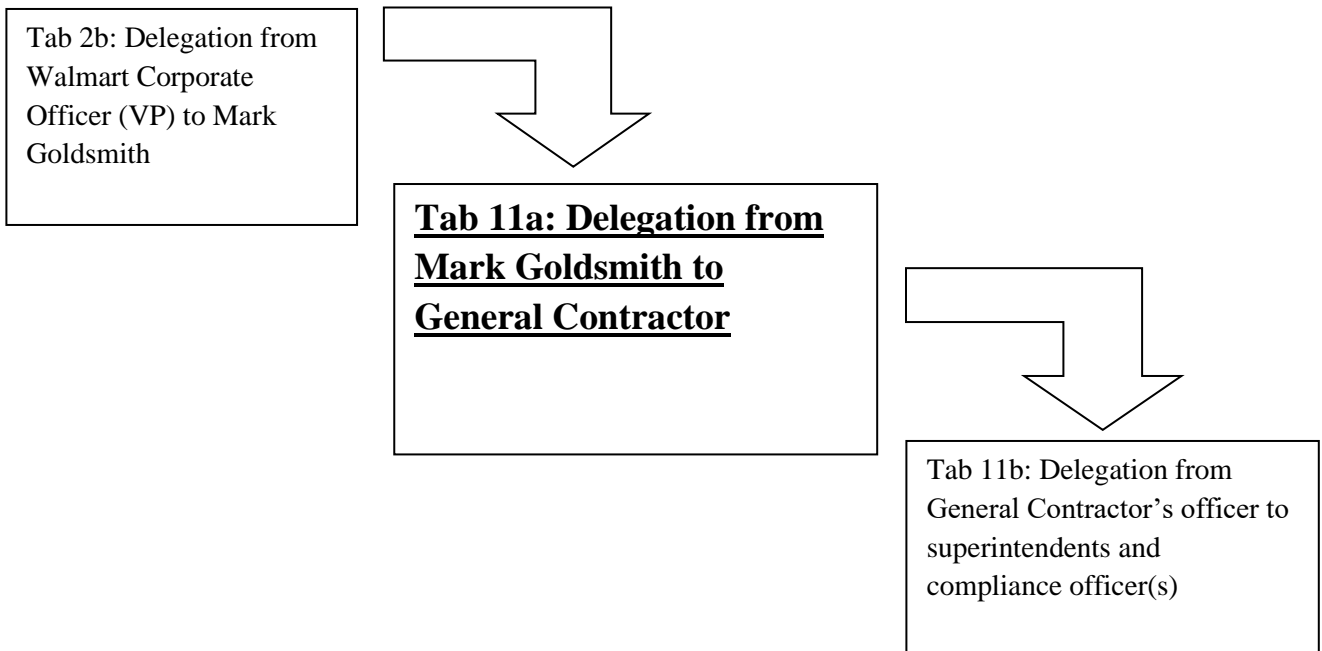 Tab 2b: Delegation from
Walmart Corporate
Officer (VP) to Mark
Goldsmith
Tab 11a: Delegation from
Mark Goldsmith to
General Contractor
Tab 11b: Delegation from
General Contractor’s officer to
superintendents and
compliance officer(s)